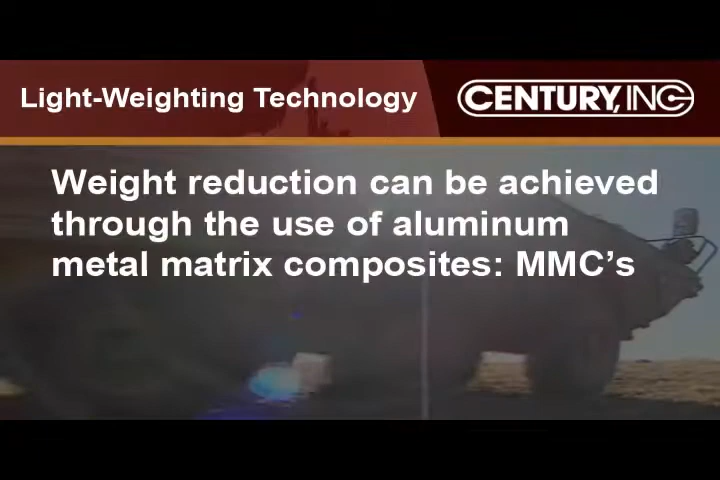 Light-Weighting Technology
CENTURY, INC
Weight reduction can be achieved
through the use of aluminum
metal matrix composites: MMC’s